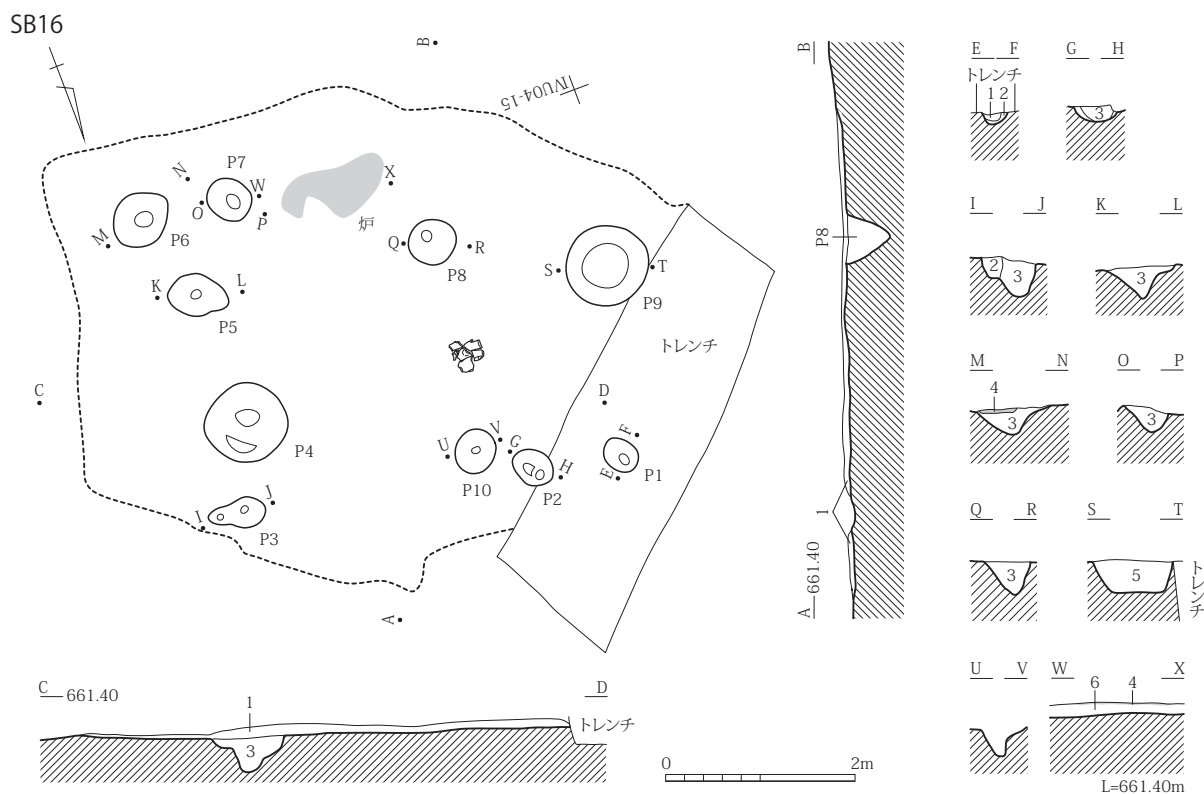 SB16
B
IVU04-15
N
P7
W
X
O
P
炉
M
P6
Q
R
P8
S
T
P9
K
L
P5
トレンチ
C
D
P4
U
V
G
F
H
E
P10
P2
P1
I
J
P3
A
B
P8
1
A 661.40
C 661.40
D
1
トレンチ
3
0 2m
E F
トレンチ
1 2
G H
3
I J
2 3
K L
3
M N
4
3
O P
3
Q R
3
S T
5
トレンチ
U V
W X
6 4
L=661.40m